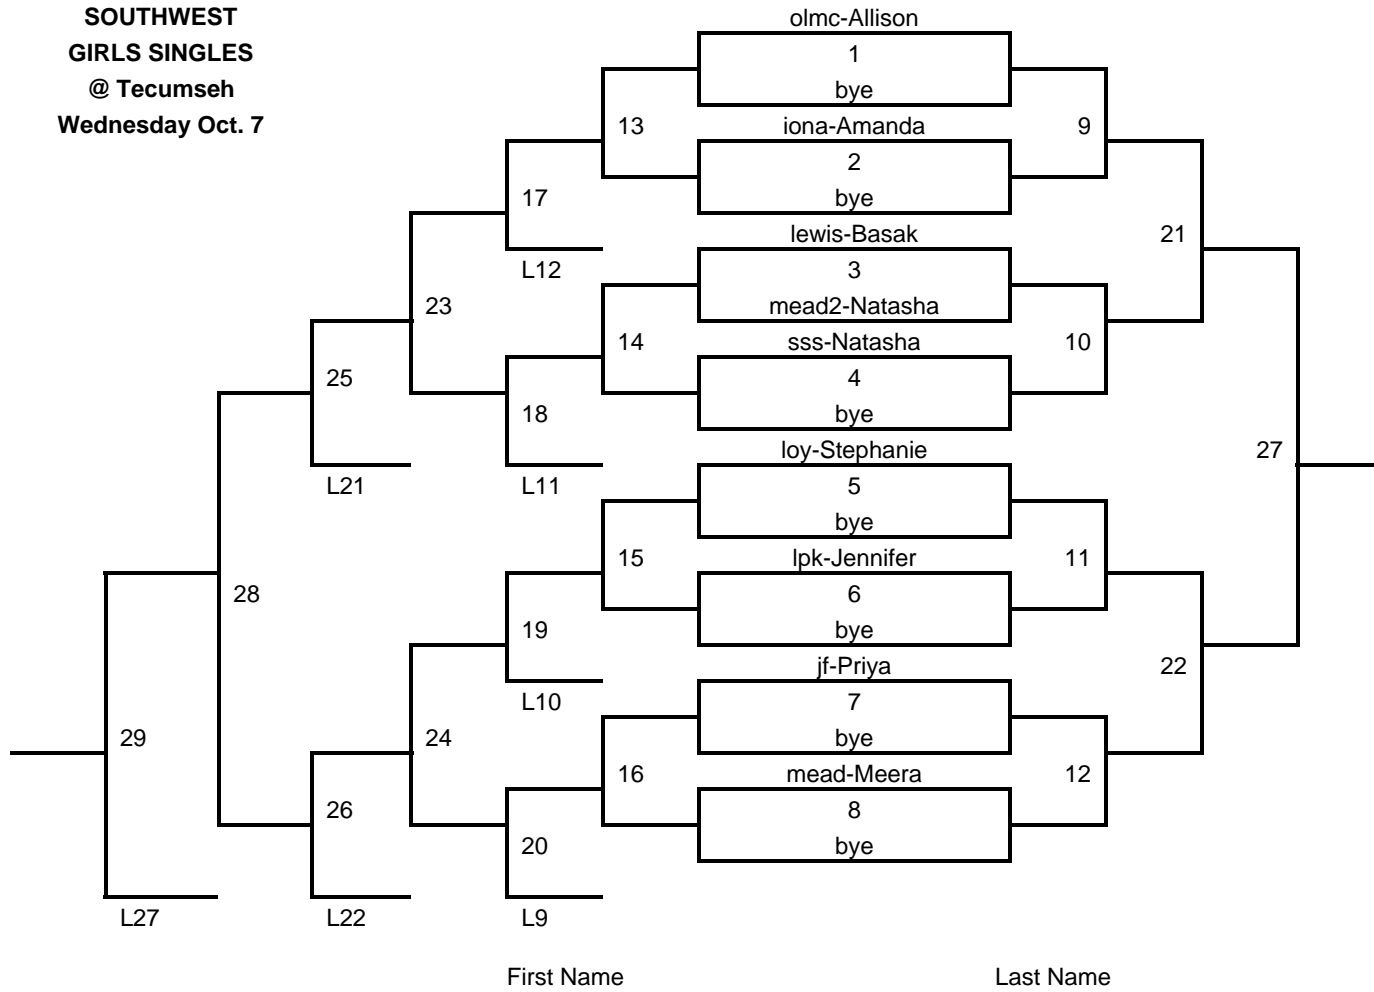 SOUTHWEST
GIRLS SINGLES
@ Tecumseh
Wednesday Oct. 7
olmc-Allison
1
bye
13
iona-Amanda
9
2
bye
17
lewis-Basak
21
L12
3
23
mead2-Natasha
14
sss-Natasha
10
25
4
18
bye
loy-Stephanie
27
L21
L11
5
bye
15
lpk-Jennifer
11
28
6
19
bye
jf-Priya
22
L10
7
29
24
bye
16
mead-Meera
12
26
8
20
bye
L27
L22
L9
First Name
Last Name